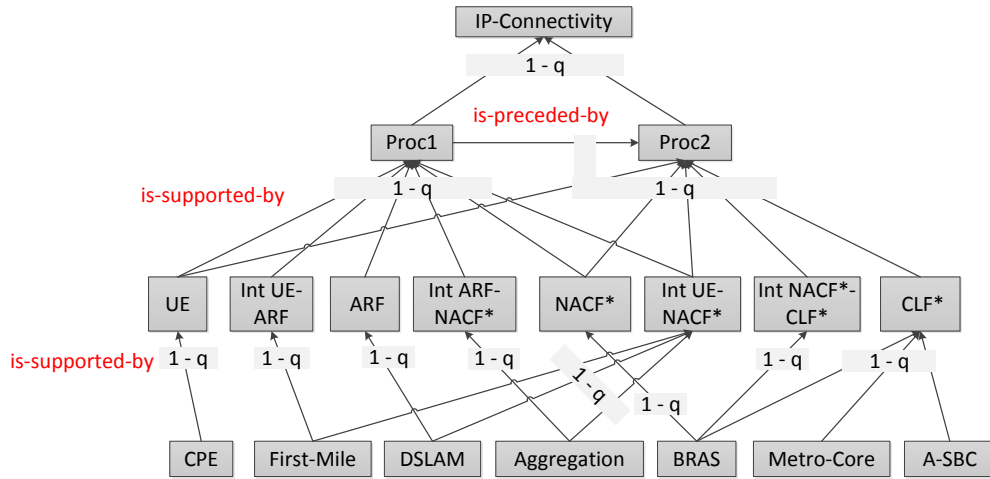 IP-Connectivity
1 - q
is-preceded-by
Proc1
Proc2
is-supported-by
1 - q
1 - q
UE
Int UE-
ARF
ARF
Int ARF-
NACF*
NACF*
Int UE-
NACF*
Int NACF*-
CLF*
CLF*
is-supported-by
1 - q
1 - q
1 - q
1 - q
1 - q
1 - q
1 - q
1 - q
CPE
First-Mile
DSLAM
Aggregation
BRAS
Metro-Core
A-SBC